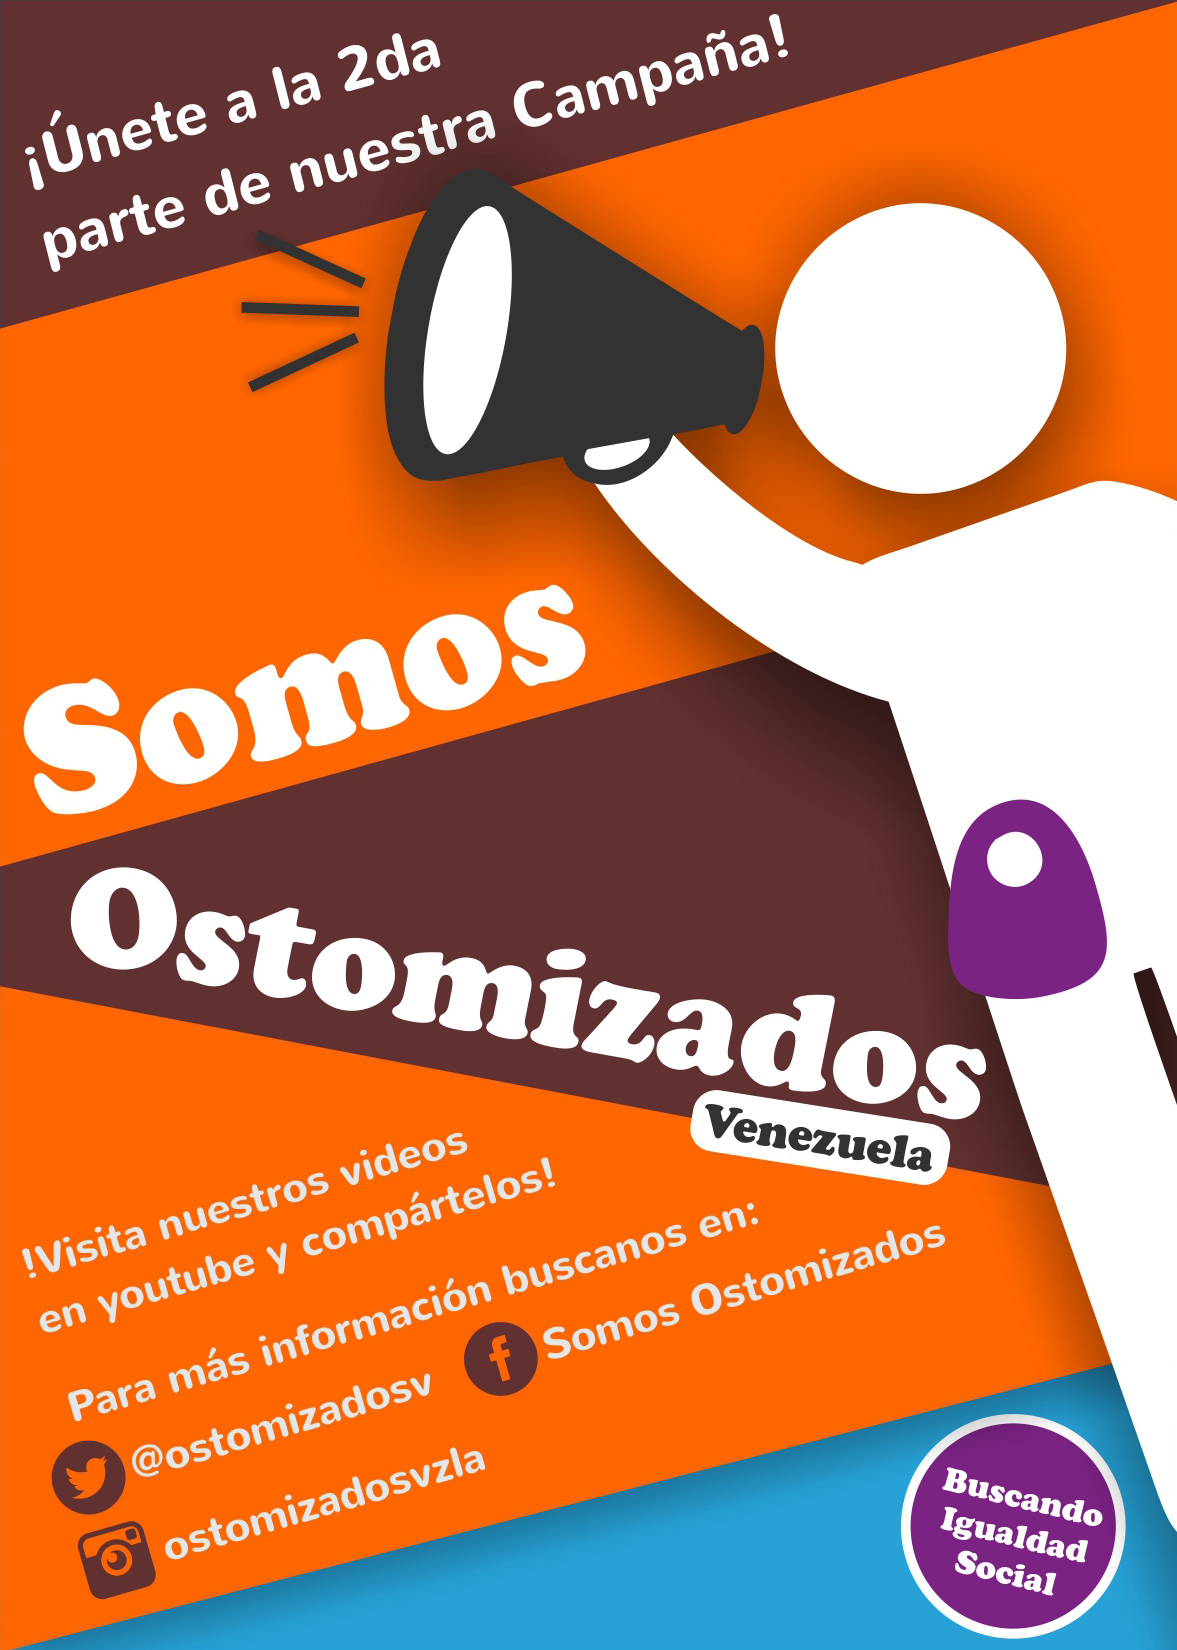 ¡Únete a la 2da
parte de nuestra Campaña!
Somos
Ostomizados
Venezuela
!Visita nuestros videos
en youtube y compártelos!
Para más información buscanos en:
Somos Ostomizados
@ostomizadosv
ostomizadosvzla
Buscando
Igualdad
Social